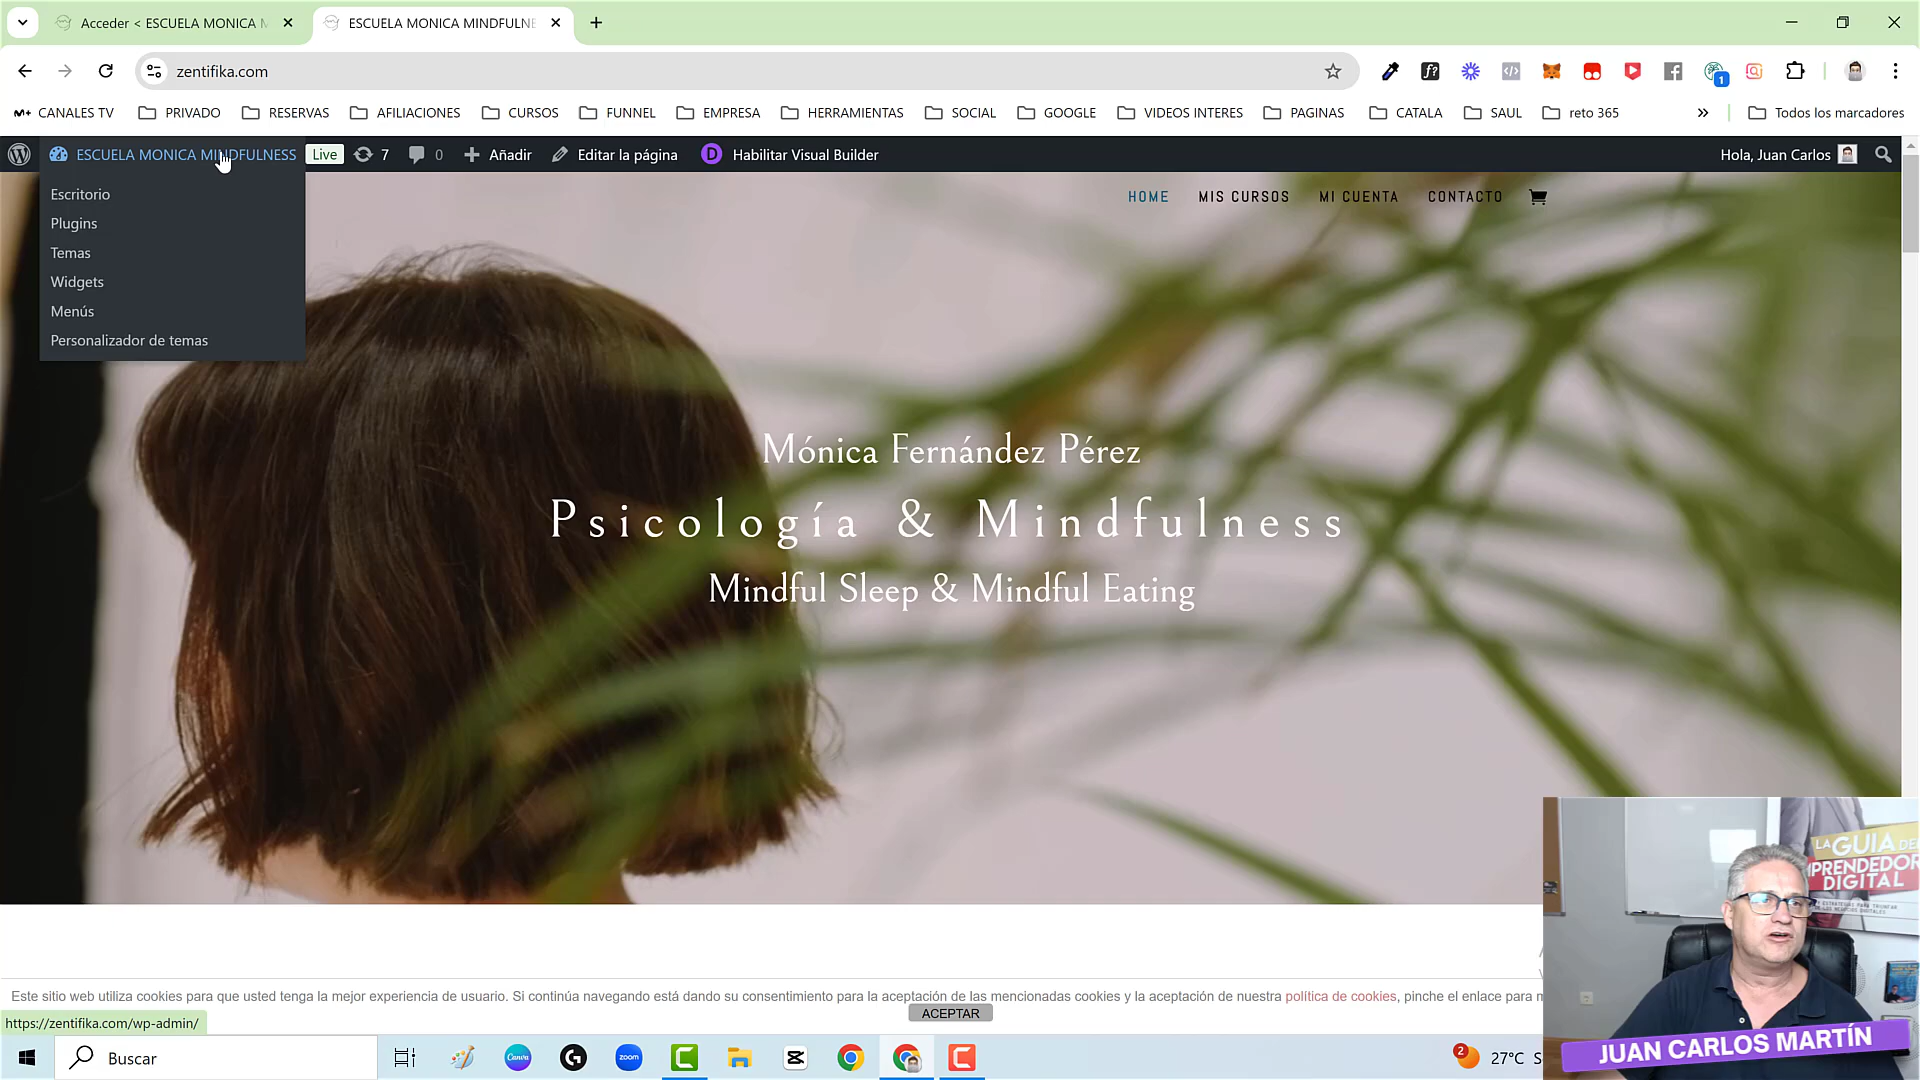 Acceder < ESCUELA MONICA M
ESCUELA MONICA MINDFULNE
zentifika.com
1
M+ CANALES TV
PRIVADO
RESERVAS
AFILIACIONES
CURSOS
FUNNEL
EMPRESA
HERRAMIENTAS
SOCIAL
GOOGLE
VIDEOS INTERES
PAGINAS
CATALA
SAUL
reto 365
»
Todos los marcadores
ESCUELA MONICA MINDFULNESS
Live
7
0
Añadir
Editar la página
D
Habilitar Visual Builder
Hola, Juan Carlos
Escritorio
Plugins
Temas
Widgets
Menús
Personalizador de temas
HOME
MIS CURSOS
MI CUENTA
CONTACTO
Mónica Fernández Pérez
Psicología & Mindfulness
Mindful Sleep & Mindful Eating
LA GUIA DE
PRENDEDOR
DIGITAL
Este sitio web utiliza cookies para que usted tenga la mejor experiencia de usuario. Si continúa navegando está dando su consentimiento para la aceptación de las mencionadas cookies y la aceptación de nuestra política de cookies, pinche el enlace para m
ACEPTAR
https://zentifika.com/wp-admin/
JUAN CARLOS MARTÍN
Buscar
Canva
zoom
2
27°C S